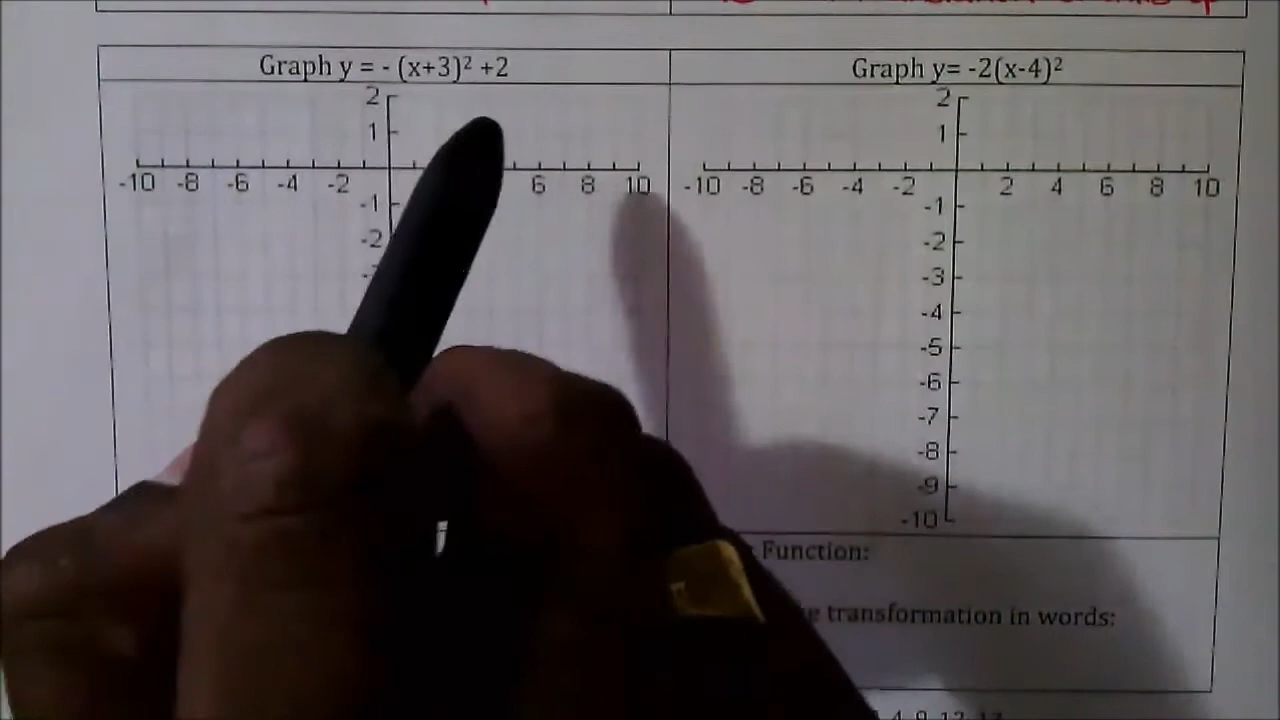 Graph y = - (x+3)² +2
Graph y= -2(x-4)²
2
1
-10 -8 -6 -4 -2 6 8 10
-1
-2
2
1
-10 -8 -6 -4 -2 2 4 6 8 10
-1
-2
-3
-4
-5
-6
-7
-8
-9
-10
Function:
transformation in words: